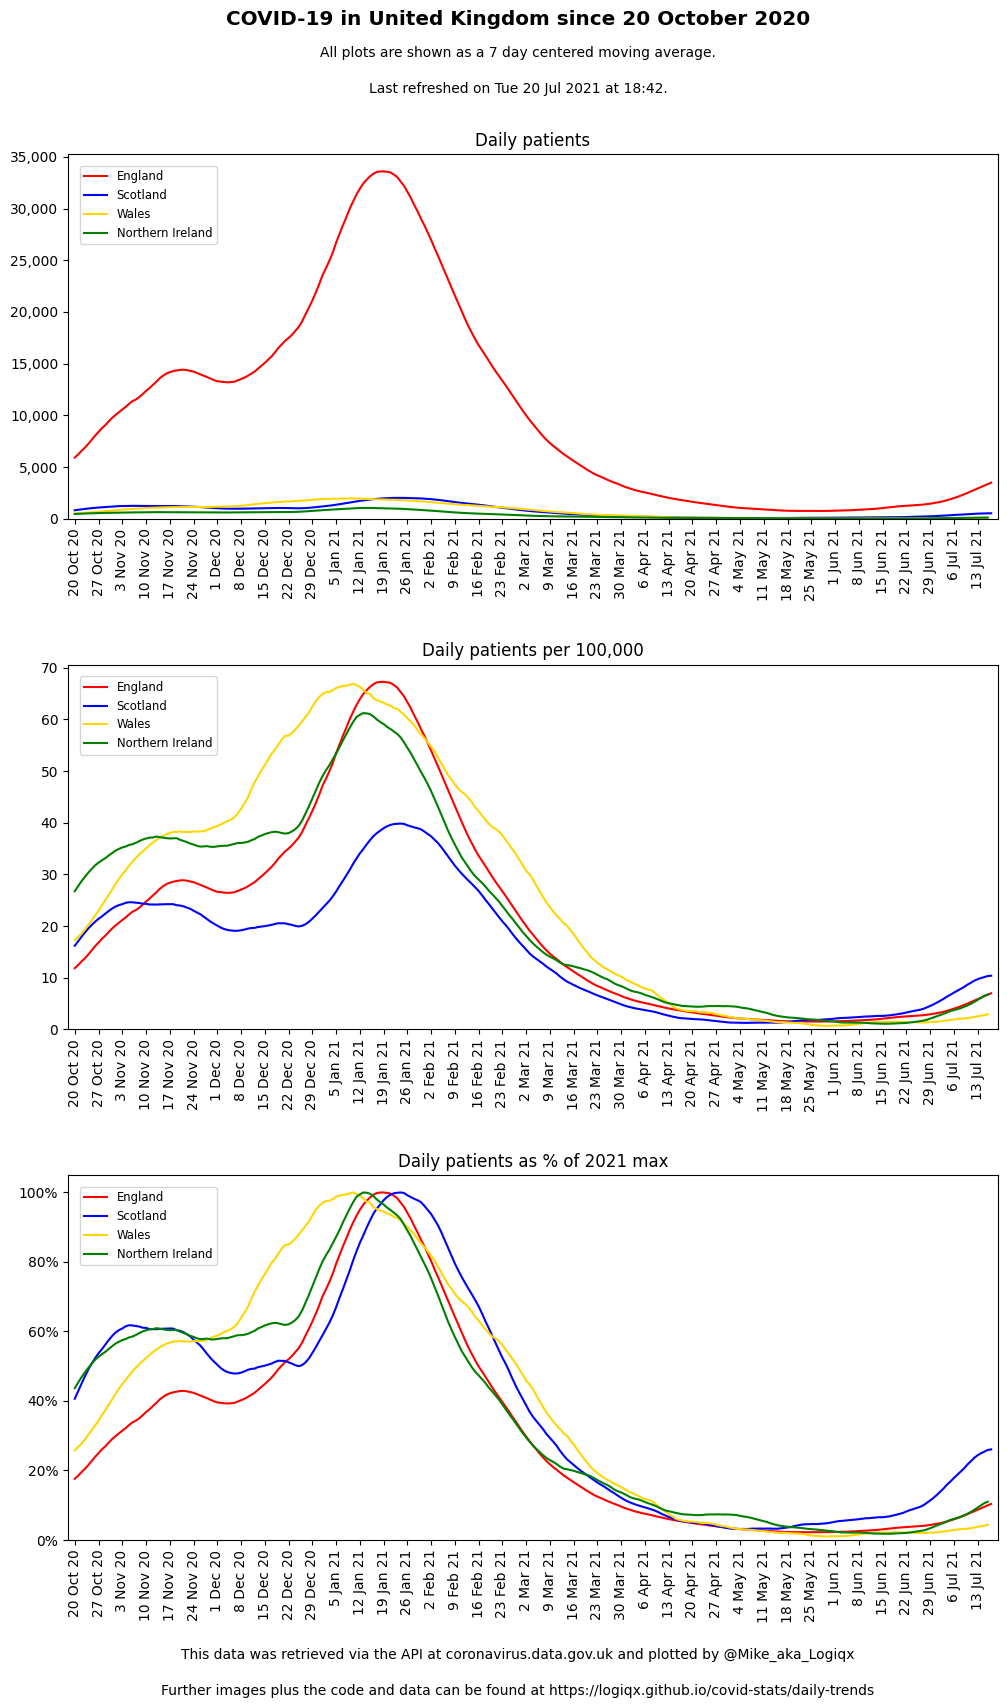 COVID-19 in United Kingdom since 20 October 2020
All plots are shown as a 7 day centered moving average.
Last refreshed on Tue 20 Jul 2021 at 18:42.
Daily patients
35,000
30,000
25,000
20,000
15,000
10,000
5,000
0
England
Scotland
Wales
Northern Ireland
20 Oct 20
27 Oct 20
3 Nov 20
10 Nov 20
17 Nov 20
24 Nov 20
1 Dec 20
8 Dec 20
15 Dec 20
22 Dec 20
29 Dec 20
5 Jan 21
12 Jan 21
19 Jan 21
26 Jan 21
2 Feb 21
9 Feb 21
16 Feb 21
23 Feb 21
2 Mar 21
9 Mar 21
16 Mar 21
23 Mar 21
30 Mar 21
6 Apr 21
13 Apr 21
20 Apr 21
27 Apr 21
4 May 21
11 May 21
18 May 21
25 May 21
1 Jun 21
8 Jun 21
15 Jun 21
22 Jun 21
29 Jun 21
6 Jul 21
13 Jul 21
Daily patients per 100,000
70
60
50
40
30
20
10
0
England
Scotland
Wales
Northern Ireland
20 Oct 20
27 Oct 20
3 Nov 20
10 Nov 20
17 Nov 20
24 Nov 20
1 Dec 20
8 Dec 20
15 Dec 20
22 Dec 20
29 Dec 20
5 Jan 21
12 Jan 21
19 Jan 21
26 Jan 21
2 Feb 21
9 Feb 21
16 Feb 21
23 Feb 21
2 Mar 21
9 Mar 21
16 Mar 21
23 Mar 21
30 Mar 21
6 Apr 21
13 Apr 21
20 Apr 21
27 Apr 21
4 May 21
11 May 21
18 May 21
25 May 21
1 Jun 21
8 Jun 21
15 Jun 21
22 Jun 21
29 Jun 21
6 Jul 21
13 Jul 21
Daily patients as % of 2021 max
100%
80%
60%
40%
20%
0%
England
Scotland
Wales
Northern Ireland
20 Oct 20
27 Oct 20
3 Nov 20
10 Nov 20
17 Nov 20
24 Nov 20
1 Dec 20
8 Dec 20
15 Dec 20
22 Dec 20
29 Dec 20
5 Jan 21
12 Jan 21
19 Jan 21
26 Jan 21
2 Feb 21
9 Feb 21
16 Feb 21
23 Feb 21
2 Mar 21
9 Mar 21
16 Mar 21
23 Mar 21
30 Mar 21
6 Apr 21
13 Apr 21
20 Apr 21
27 Apr 21
4 May 21
11 May 21
18 May 21
25 May 21
1 Jun 21
8 Jun 21
15 Jun 21
22 Jun 21
29 Jun 21
6 Jul 21
13 Jul 21
This data was retrieved via the API at coronavirus.data.gov.uk and plotted by @Mike_aka_Logiqx
Further images plus the code and data can be found at https://logiqx.github.io/covid-stats/daily-trends